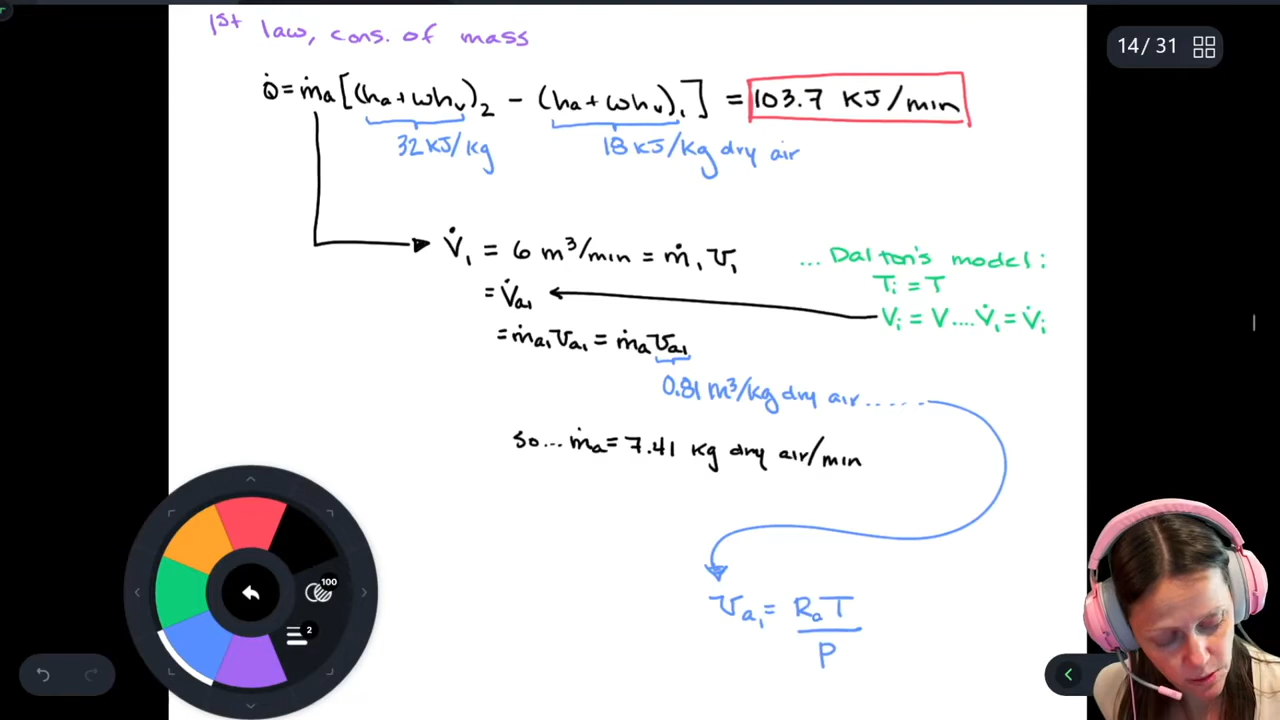 1st law, cons. of mass
14 / 31
Q̇ = ṁa[(ha+ωhv)2 - (ha+ωhv)1] = 103.7 KJ/min
32 KJ/kg
18 KJ/kg dry air
V̇1 = 6 m³/min = ṁ1 v1
... Dalton's model:
Ti = T
= V̇a1
Vi = V.... V̇1 = V̇i
= ṁa1 va1 = ṁa va1
0.81 m³/kg dry air........
so... ṁa = 7.41 kg dry air/min
100
va1 = RaT
P
2